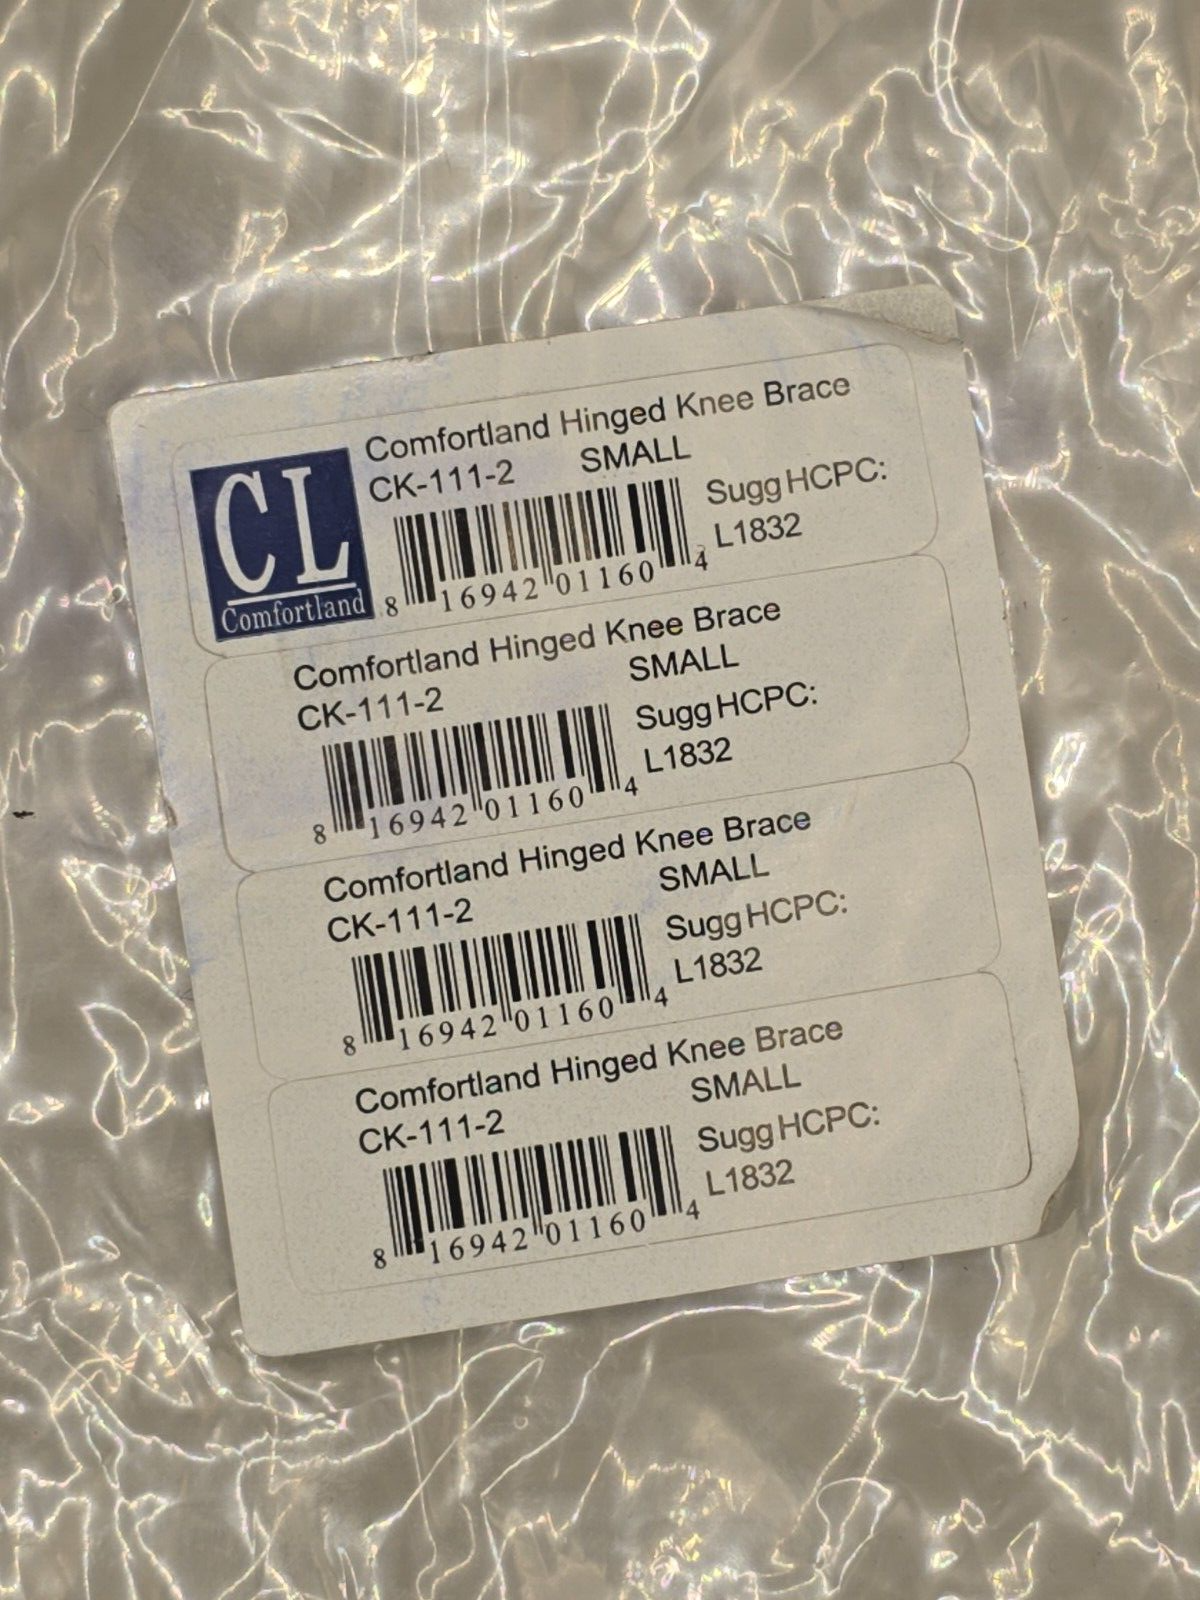 CL
Comfortland
Comfortland Hinged Knee Brace
CK-111-2 SMALL
Sugg HCPC:
L1832
8 16942 01160 4
Comfortland Hinged Knee Brace
CK-111-2 SMALL
Sugg HCPC:
L1832
8 16942 01160 4
Comfortland Hinged Knee Brace
CK-111-2 SMALL
Sugg HCPC:
L1832
8 16942 01160 4
Comfortland Hinged Knee Brace
CK-111-2 SMALL
Sugg HCPC:
L1832
8 16942 01160 4